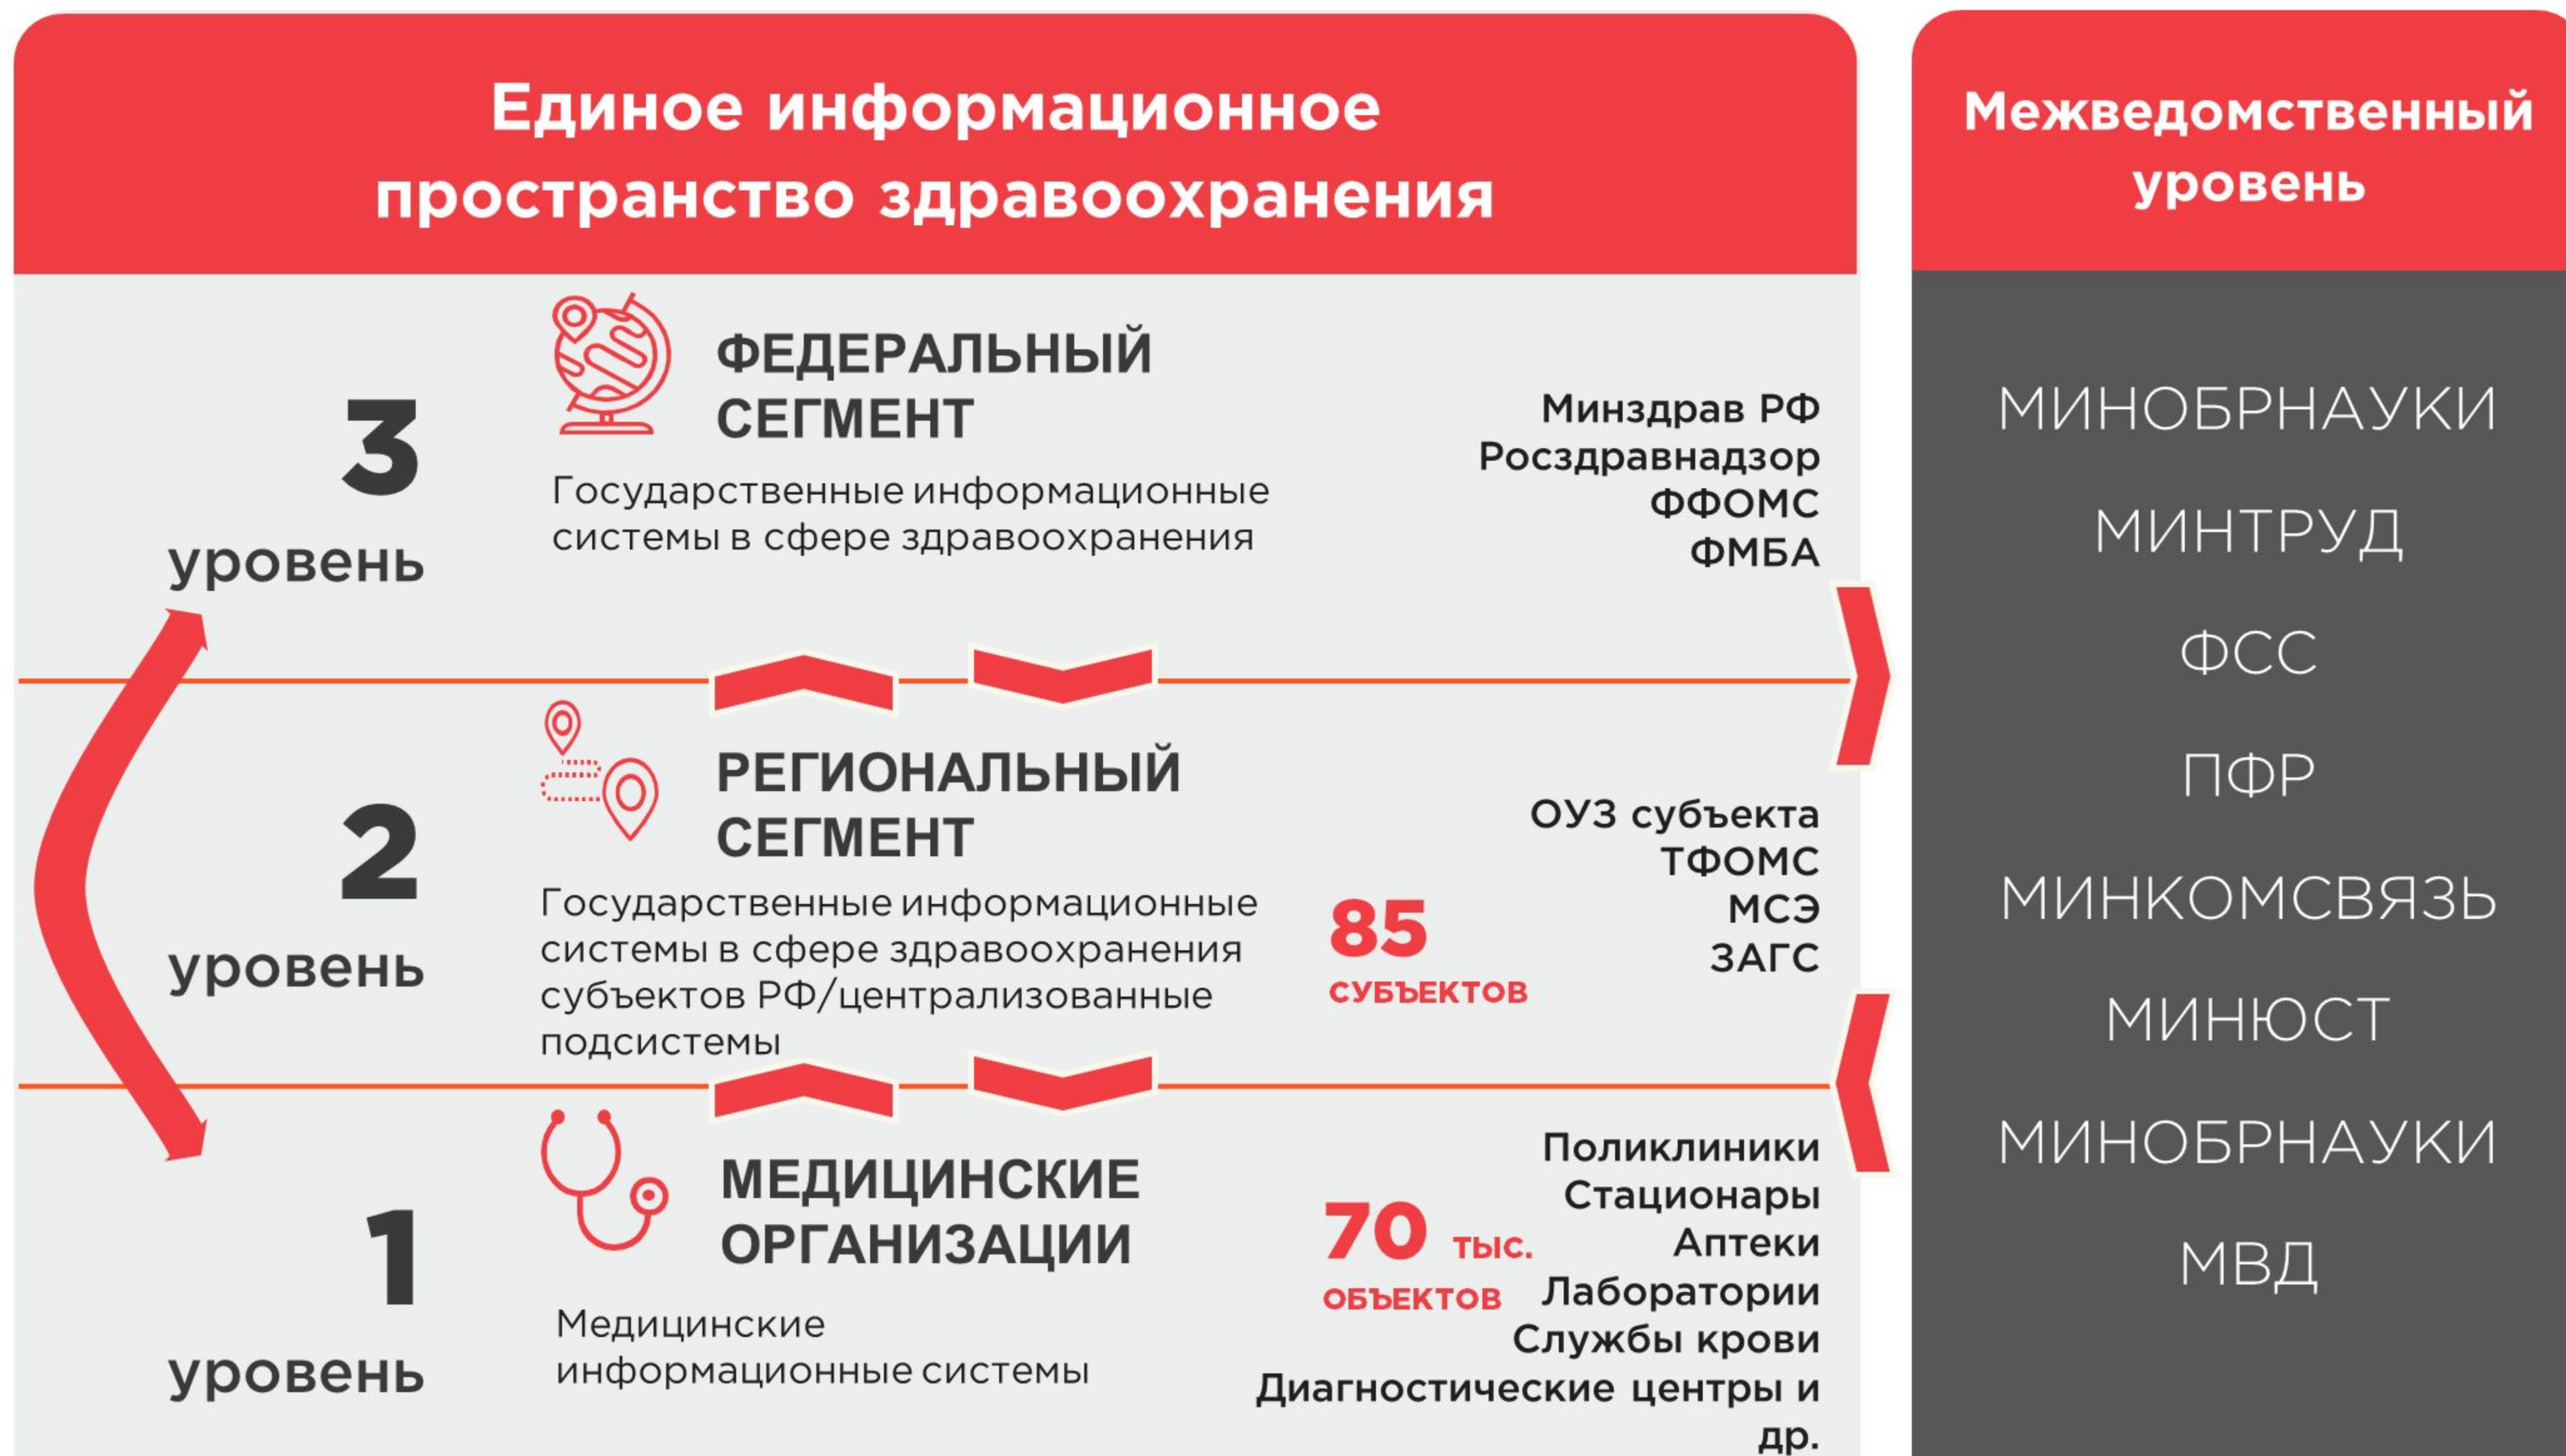 Единое информационное
пространство здравоохранения
3
уровень
ФЕДЕРАЛЬНЫЙ
СЕГМЕНТ
Государственные информационные
системы в сфере здравоохранения
Минздрав РФ
Росздравнадзор
ФФОМС
ФМБА
2
уровень
РЕГИОНАЛЬНЫЙ
СЕГМЕНТ
Государственные информационные
системы в сфере здравоохранения
субъектов РФ/централизованные
подсистемы
85
СУБЪЕКТОВ
ОУЗ субъекта
ТФОМС
МСЭ
ЗАГС
1
уровень
МЕДИЦИНСКИЕ
ОРГАНИЗАЦИИ
Медицинские
информационные системы
70 ТЫС.
ОБЪЕКТОВ
Поликлиники
Стационары
Аптеки
Лаборатории
Службы крови
Диагностические центры и
др.
Межведомственный
уровень
МИНОБРНАУКИ
МИНТРУД
ФСС
ПФР
МИНКОМСВЯЗЬ
МИНЮСТ
МИНОБРНАУКИ
МВД